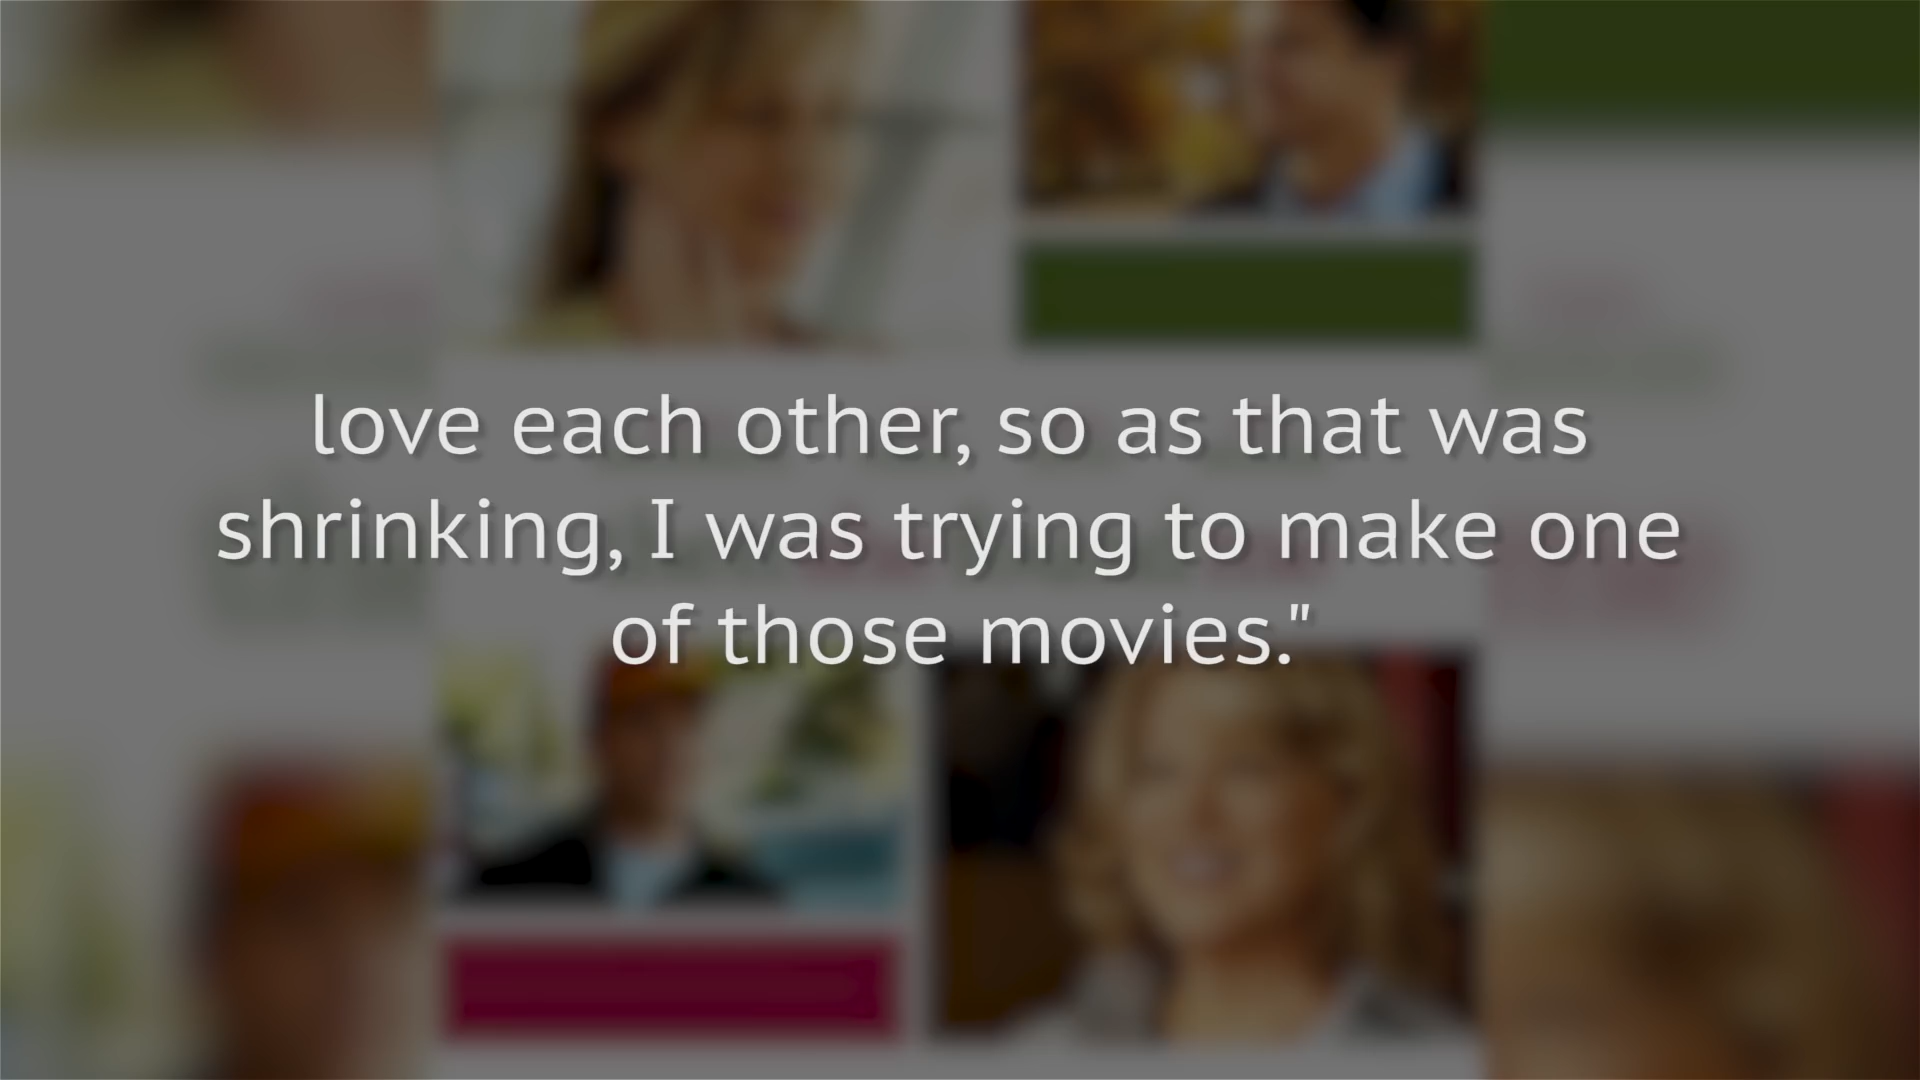 love each other, so as that was
shrinking, I was trying to make one
of those movies."